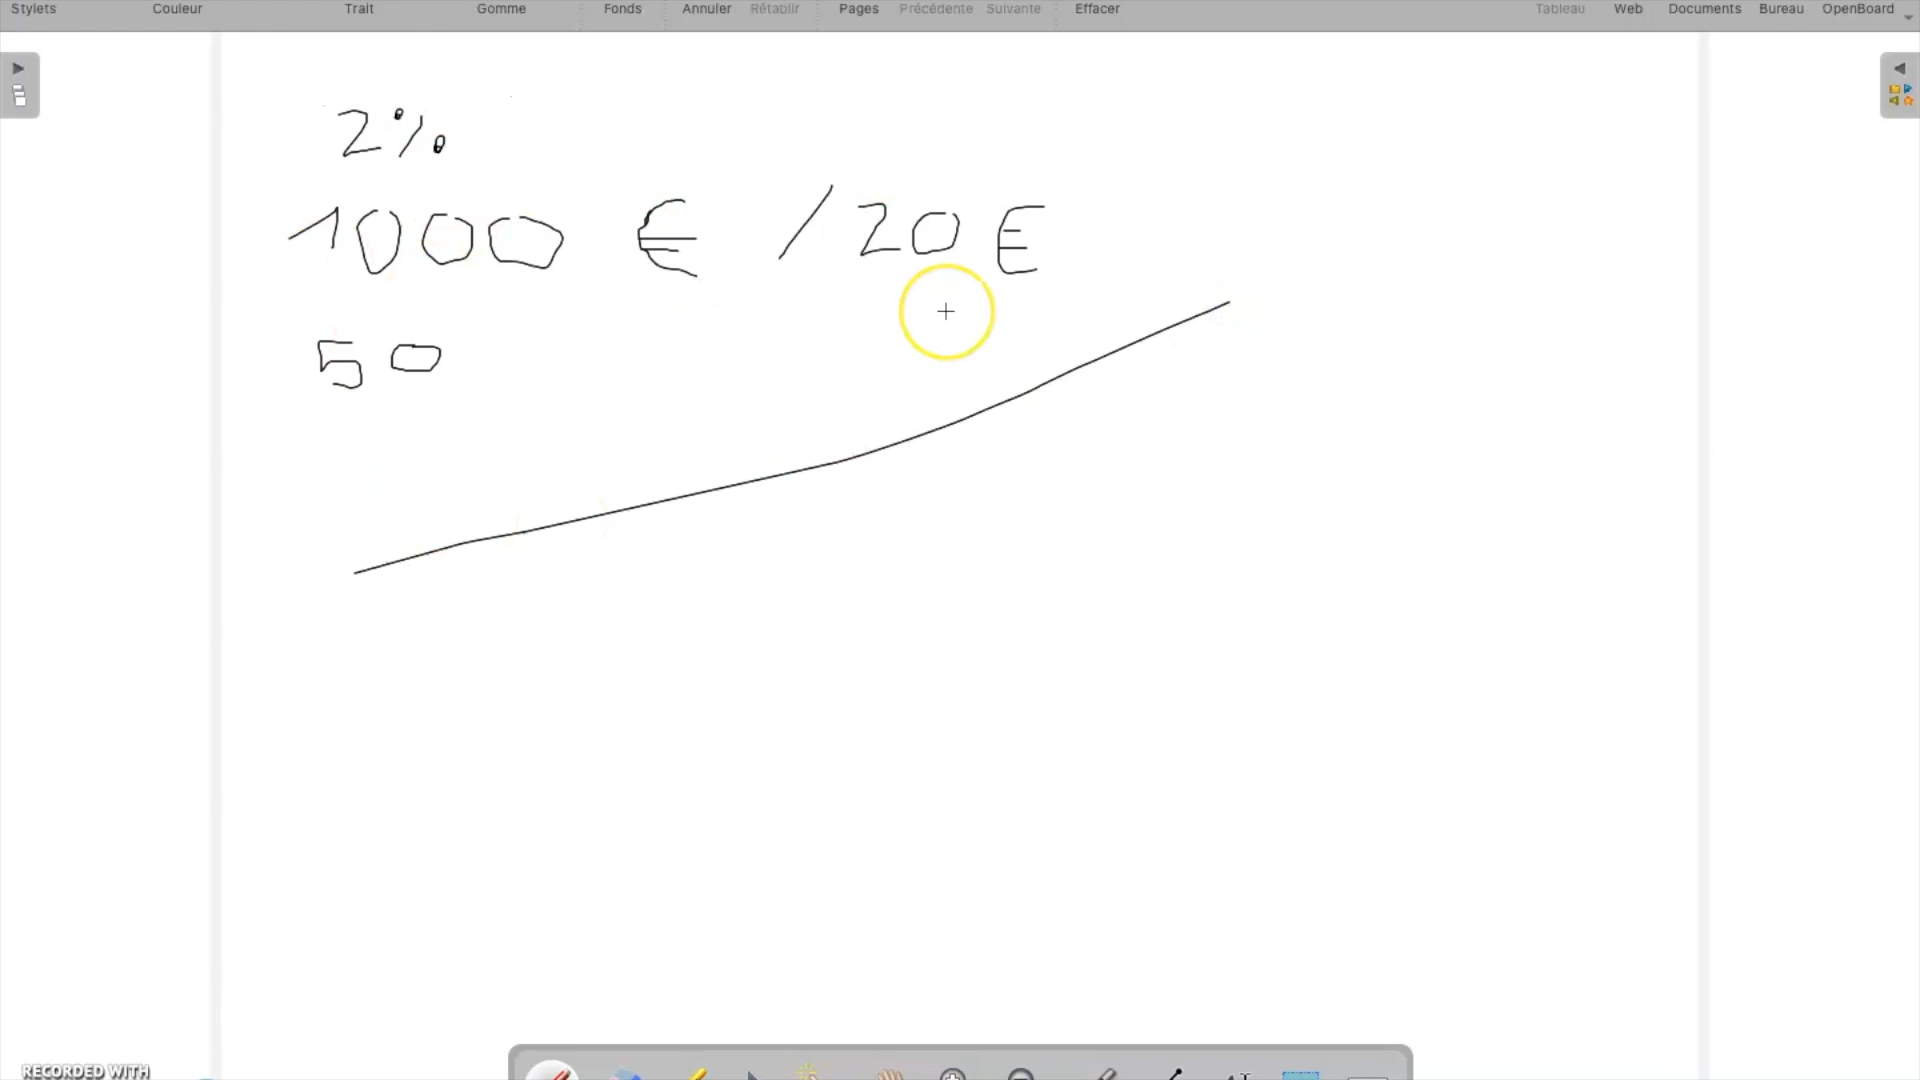 Stylets Couleur Trait Gomme Fonds Annuler Rétablir Pages Précédente Suivante Effacer Tableau Web Documents Bureau OpenBoard
2%
1000 € / 20 €
50
RECORDED WITH